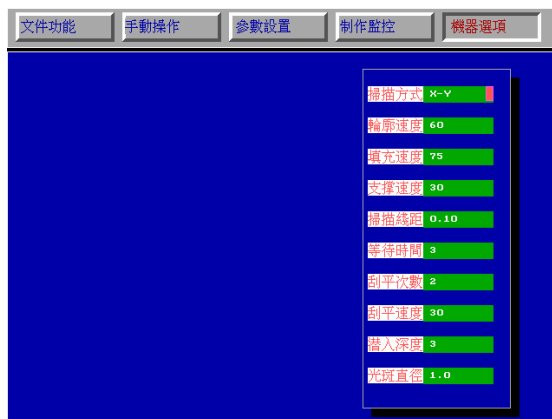 文件功能 手動操作 參數設置 制作監控 機器選項
掃描方式 X-Y
輪廓速度 60
填充速度 75
支撑速度 30
掃描綫距 0.10
等待時間 3
刮平次數 2
刮平速度 30
潜入深度 3
光斑直徑 1.0